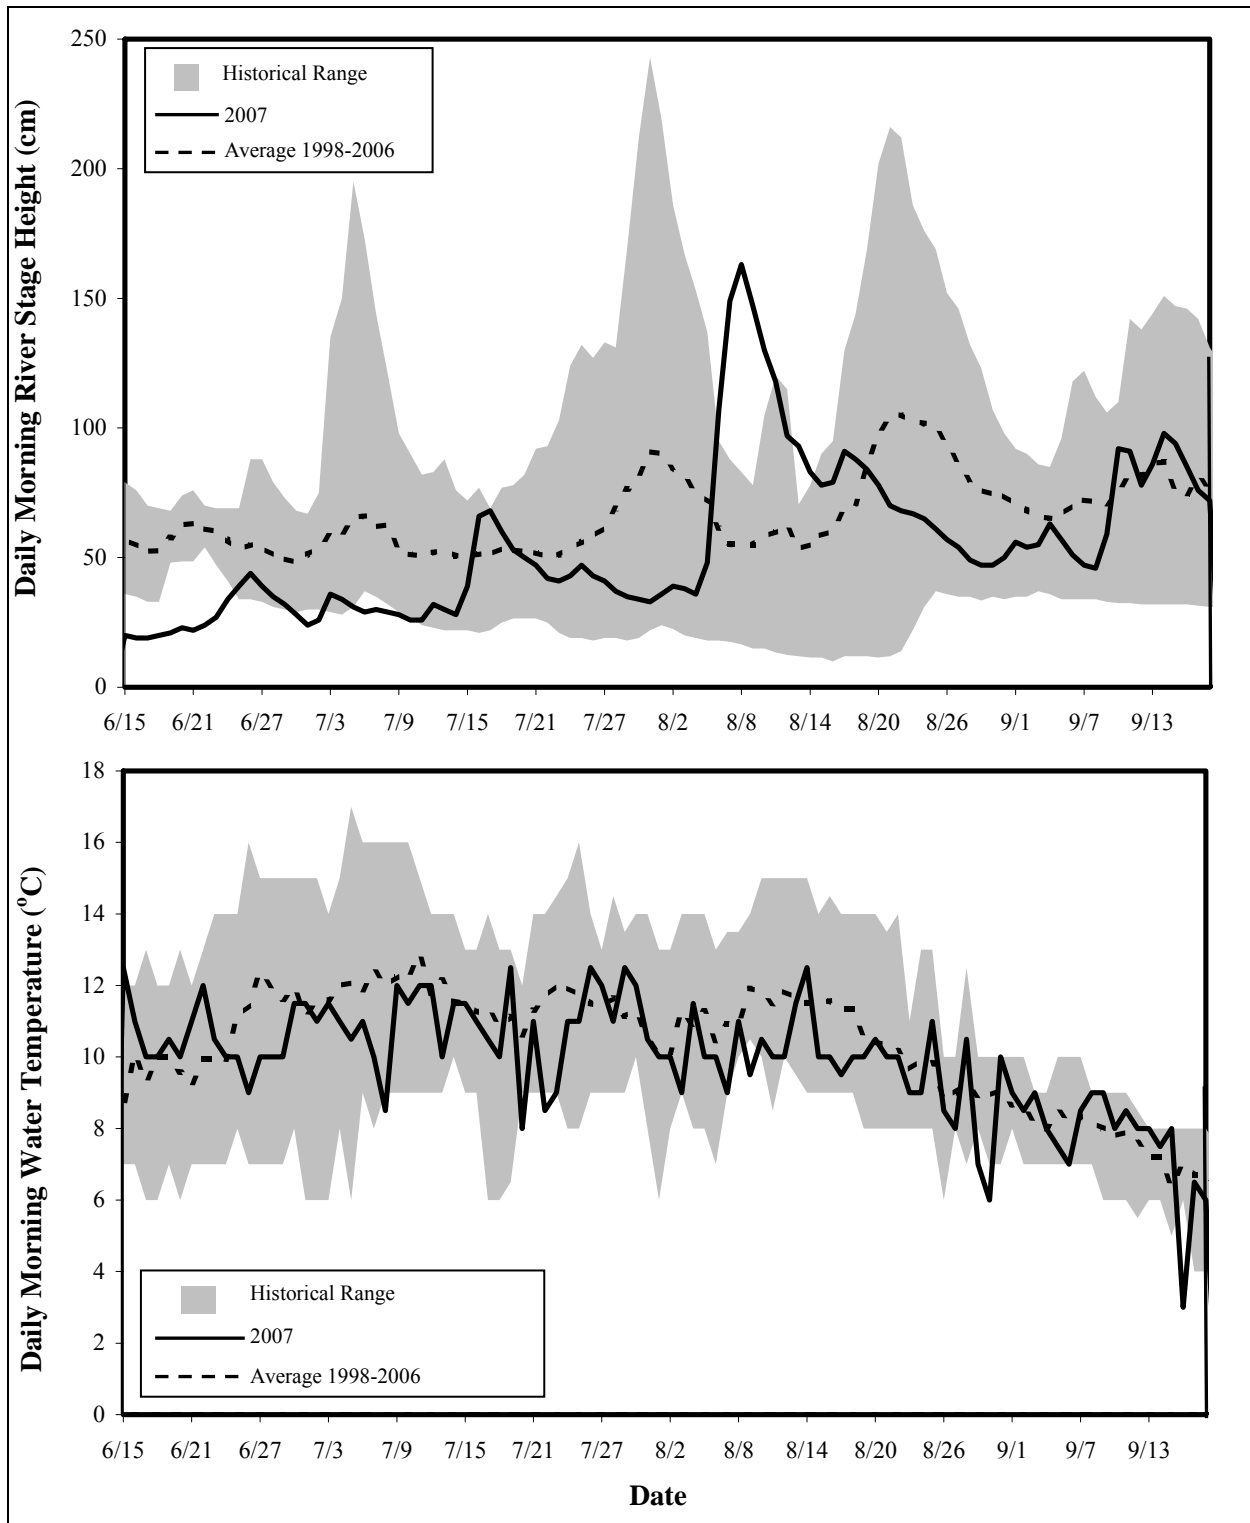 Daily Morning River Stage Height (cm)
250
200
150
100
50
0
Historical Range
2007
Average 1998-2006
6/15 6/21 6/27 7/3 7/9 7/15 7/21 7/27 8/2 8/8 8/14 8/20 8/26 9/1 9/7 9/13
Daily Morning Water Temperature (°C)
18
16
14
12
10
8
6
4
2
0
Historical Range
2007
Average 1998-2006
6/15 6/21 6/27 7/3 7/9 7/15 7/21 7/27 8/2 8/8 8/14 8/20 8/26 9/1 9/7 9/13
Date